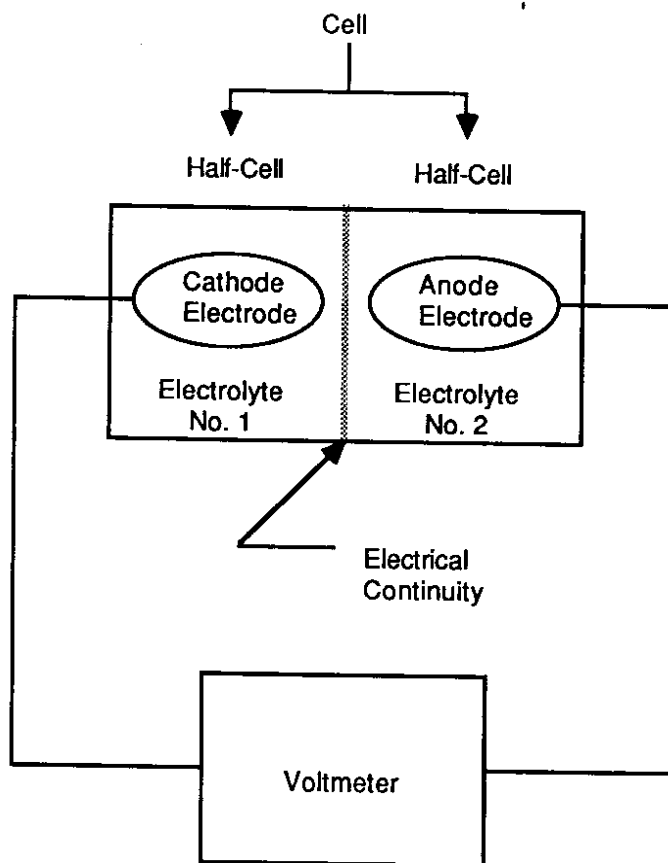 Cell
Half-Cell
Half-Cell
Cathode
Electrode
Anode
Electrode
Electrolyte
No. 1
Electrolyte
No. 2
Electrical
Continuity
Voltmeter